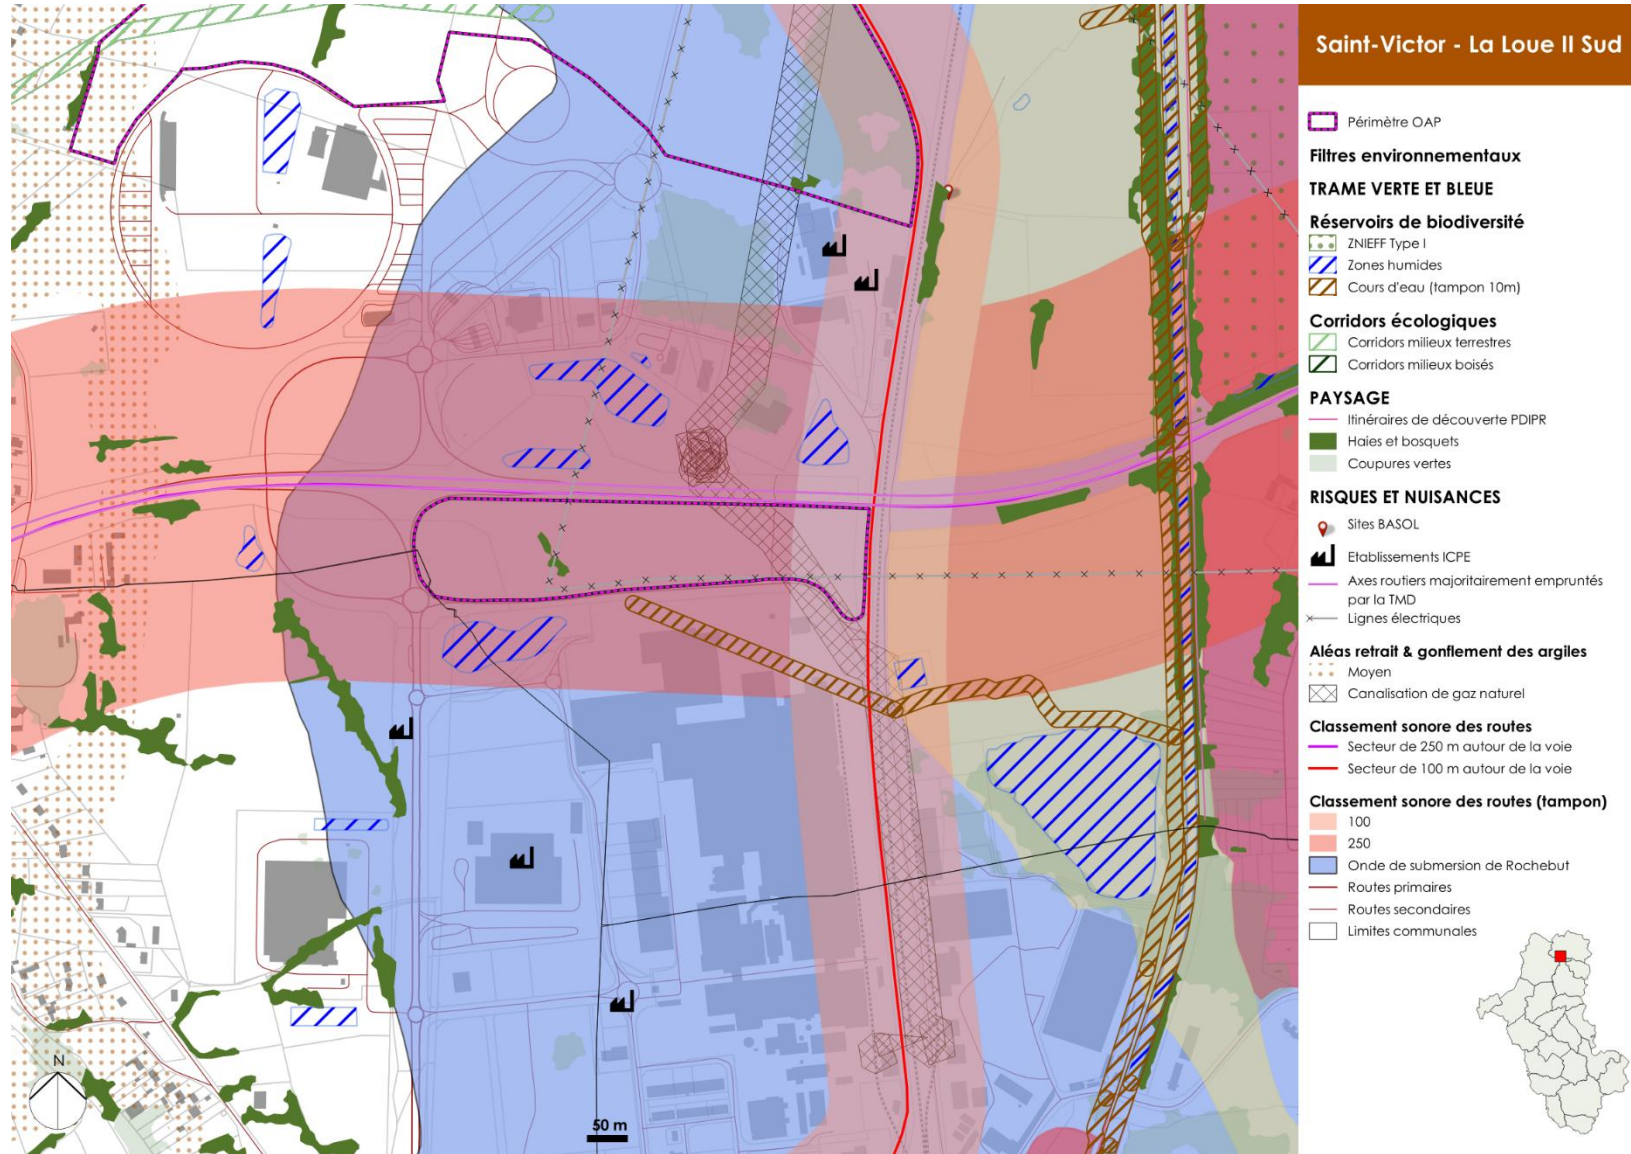 Saint-Victor - La Loue II Sud
Périmètre OAP
Filtres environnementaux
TRAME VERTE ET BLEUE
Réservoirs de biodiversité
ZNIEFF Type I
Zones humides
Cours d'eau (tampon 10m)
Corridors écologiques
Corridors milieux terrestres
Corridors milieux boisés
PAYSAGE
Itinéraires de découverte PDIPR
Haies et bosquets
Coupures vertes
RISQUES ET NUISANCES
Sites BASOL
Etablissements ICPE
Axes routiers majoritairement empruntés
par la TMD
Lignes électriques
Aléas retrait & gonflement des argiles
Moyen
Canalisation de gaz naturel
Classement sonore des routes
Secteur de 250 m autour de la voie
Secteur de 100 m autour de la voie
Classement sonore des routes (tampon)
100
250
Onde de submersion de Rochebut
Routes primaires
Routes secondaires
Limites communales
N
50 m